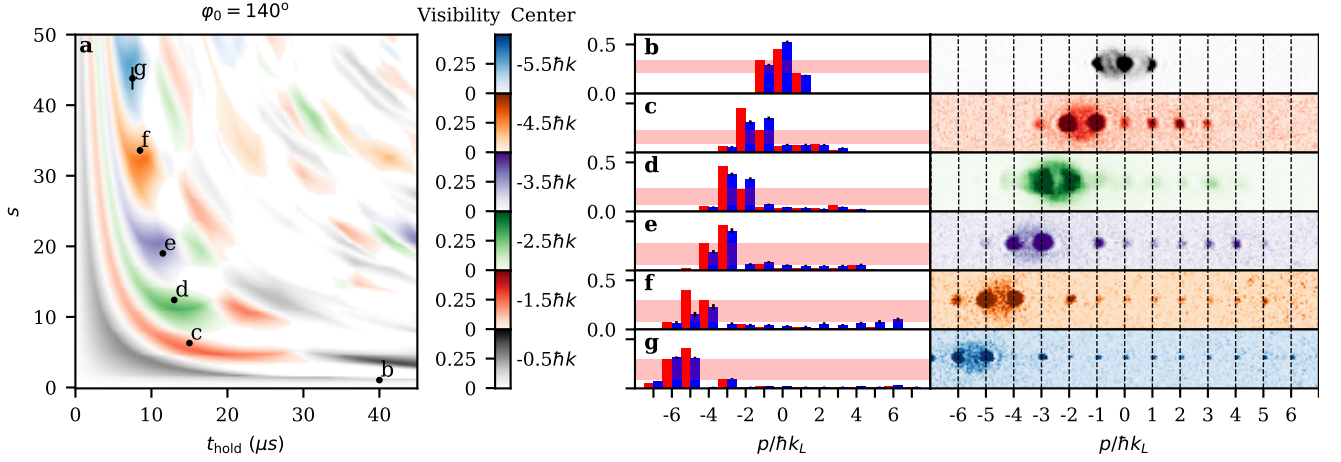 φ₀ = 140°
Visibility Center
a
50
40
30
20
10
0
s
0 10 20 30 40
t_hold (μs)
g
f
e
d
c
b
0.25 -5.5ħk
0
0.25 -4.5ħk
0
0.25 -3.5ħk
0
0.25 -2.5ħk
0
0.25 -1.5ħk
0
0.25 -0.5ħk
0
0.5 b
0.0
c
0.5 d
0.0
e
0.5 f
0.0
g
-6 -4 -2 0 2 4 6
p/ħk_L
-6 -5 -4 -3 -2 -1 0 1 2 3 4 5 6
p/ħk_L